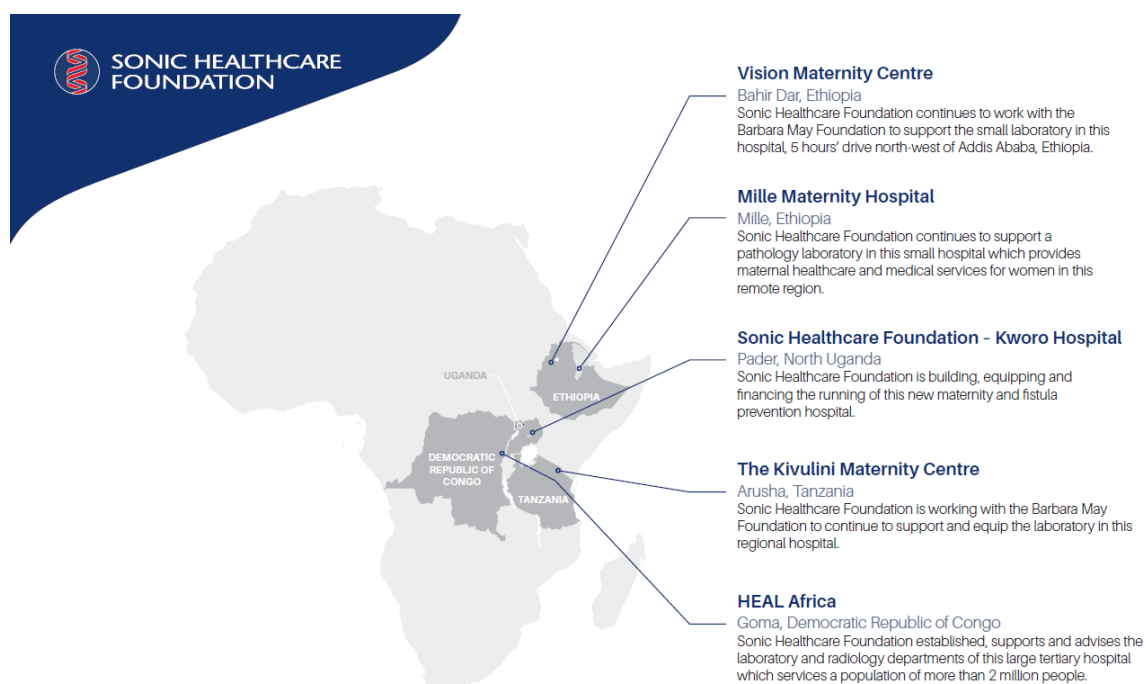 SONIC HEALTHCARE
FOUNDATION
Vision Maternity Centre
Bahir Dar, Ethiopia
Sonic Healthcare Foundation continues to work with the
Barbara May Foundation to support the small laboratory in this
hospital, 5 hours’ drive north-west of Addis Ababa, Ethiopia.
Mille Maternity Hospital
Mille, Ethiopia
Sonic Healthcare Foundation continues to support a
pathology laboratory in this small hospital which provides
maternal healthcare and medical services for women in this
remote region.
Sonic Healthcare Foundation - Kworo Hospital
Pader, North Uganda
Sonic Healthcare Foundation is building, equipping and
financing the running of this new maternity and fistula
prevention hospital.
The Kivulini Maternity Centre
Arusha, Tanzania
Sonic Healthcare Foundation is working with the Barbara May
Foundation to continue to support and equip the laboratory in this
regional hospital.
HEAL Africa
Goma, Democratic Republic of Congo
Sonic Healthcare Foundation established, supports and advises the
laboratory and radiology departments of this large tertiary hospital
which services a population of more than 2 million people.
UGANDA
ETHIOPIA
DEMOCRATIC
REPUBLIC OF
CONGO
TANZANIA